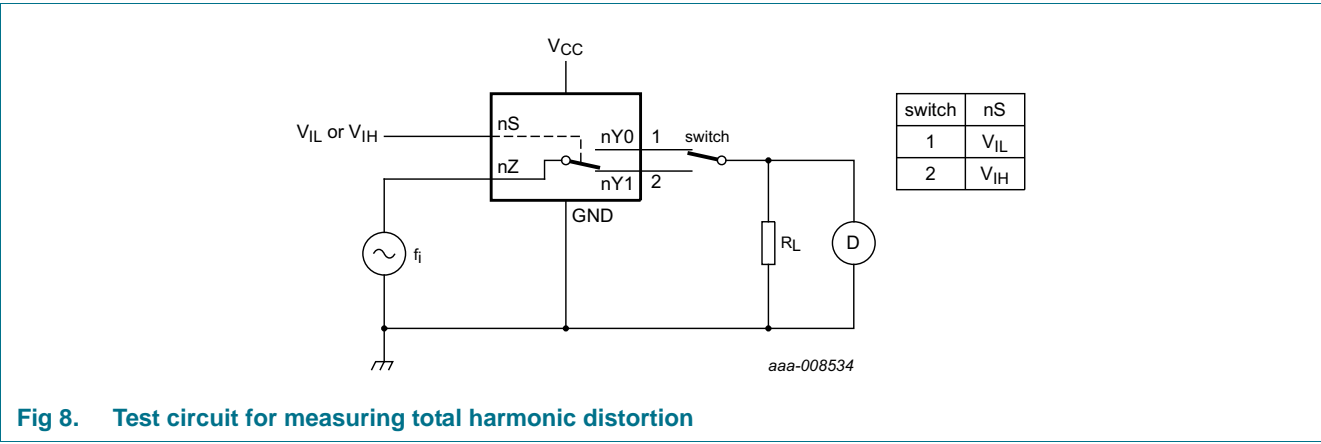 VCC
VIL or VIH
nS
nZ
nY0 1 switch
nY1 2
GND
fi
RL
D
switch nS
1 VIL
2 VIH
aaa-008534
Fig 8. Test circuit for measuring total harmonic distortion